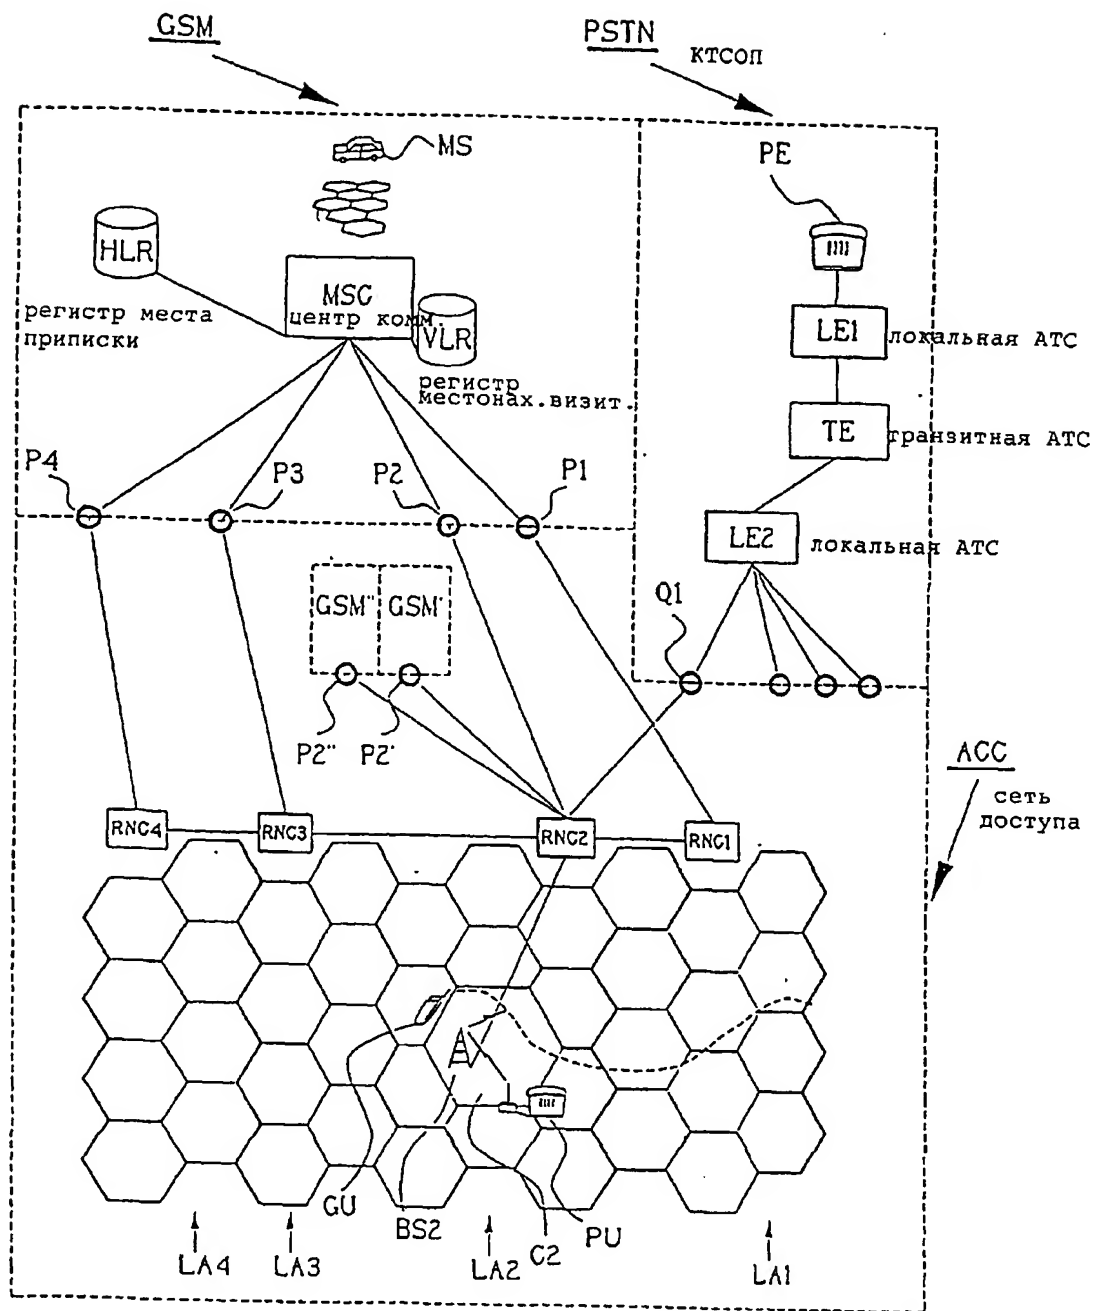 GSM
PSTN ктсоп
MS
PE
HLR
MSC
центр комм.
VLR
регистр места
приписки
регистр
местонах.визит.
LE1 локальная АТС
TE транзитная АТС
LE2 локальная АТС
P4
P3
P2
P1
Q1
GSM" GSM'
P2"
P2'
ACC
сеть
доступа
RNC4
RNC3
RNC2
RNC1
GU
BS2
C2
PU
LA4
LA3
LA2
LA1